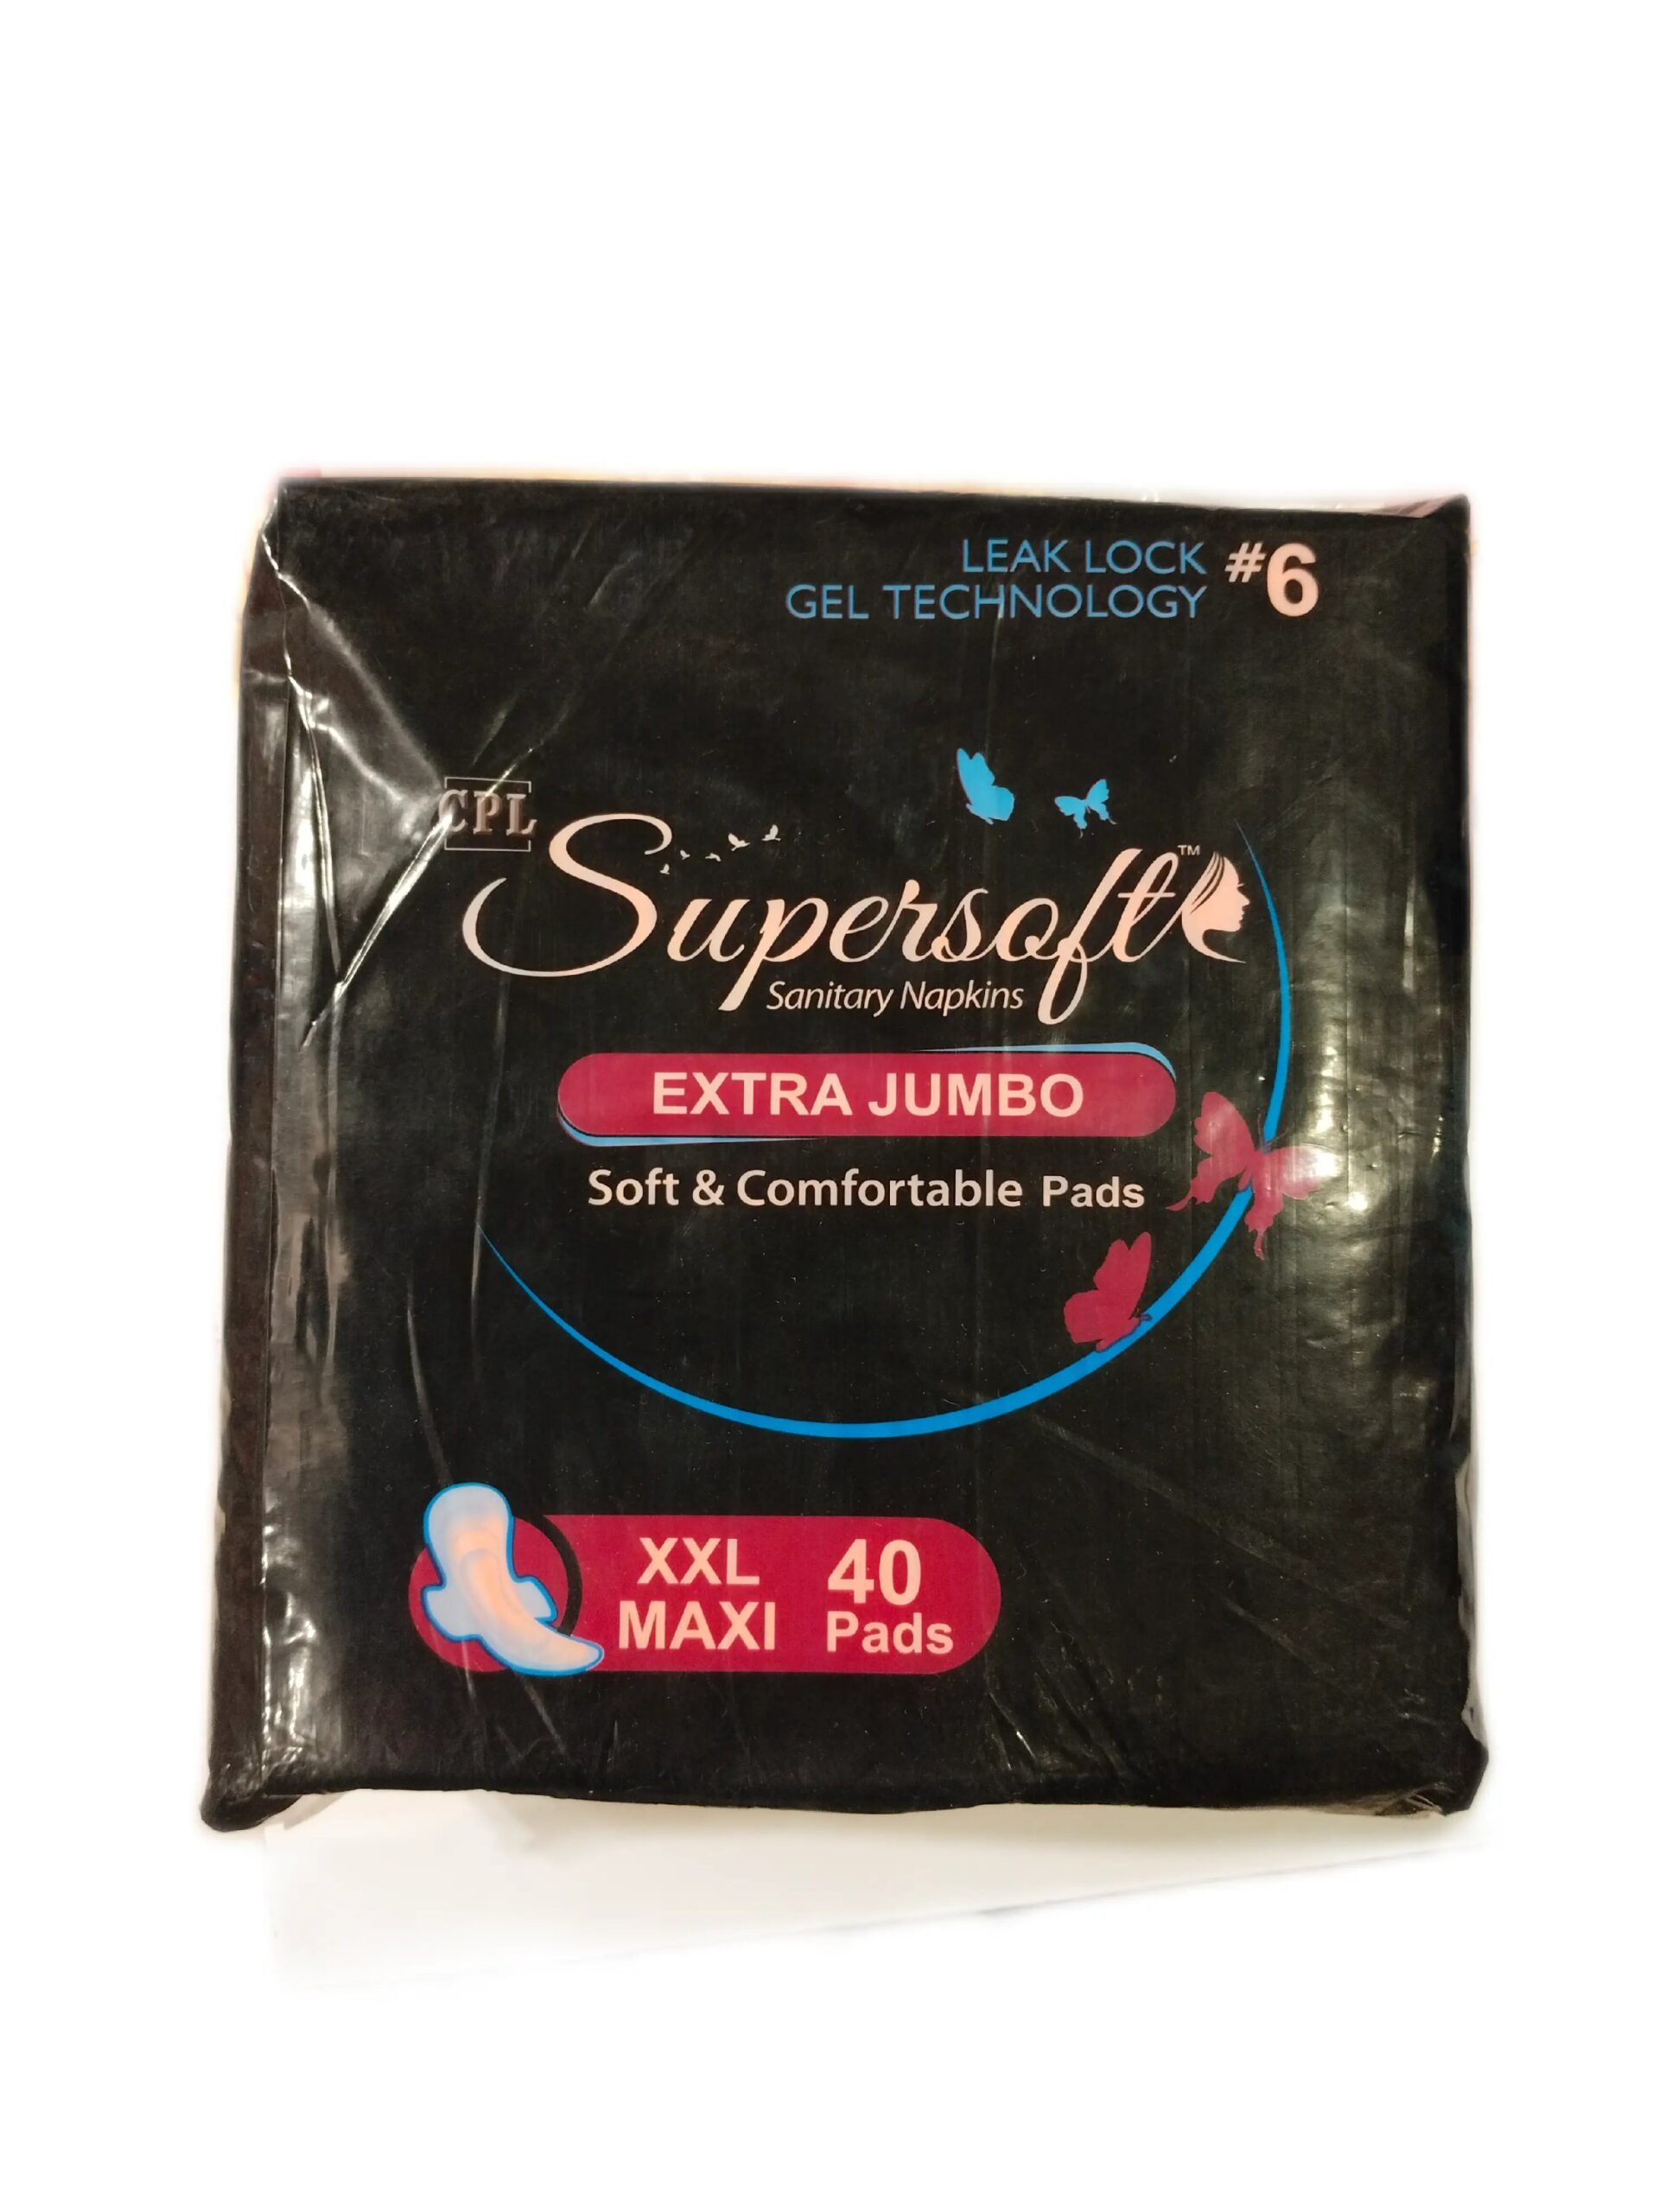 LEAK LOCK #6
GEL TECHNOLOGY
CPL
Supersoft™
Sanitary Napkins
EXTRA JUMBO
Soft & Comfortable Pads
XXL 40
MAXI Pads